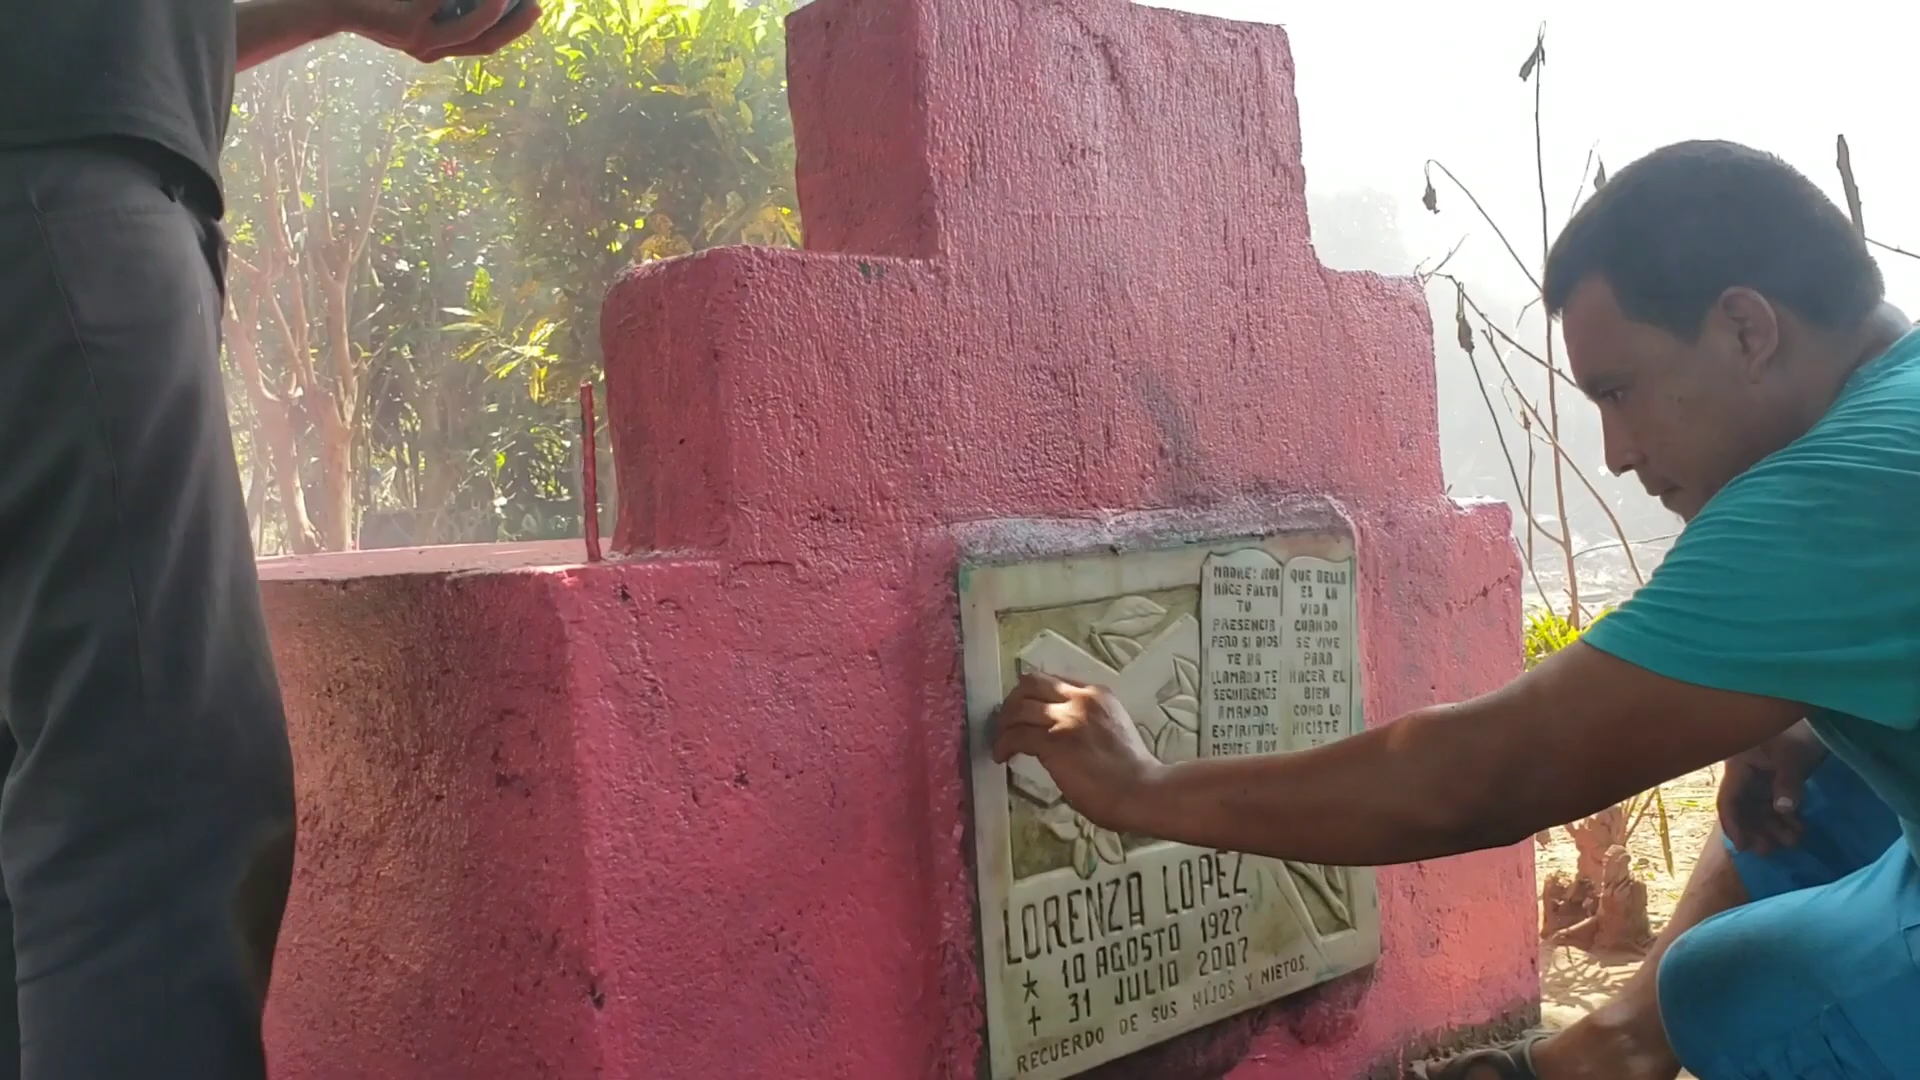 MADRE: NOS
HACE FALTA
TU
PRESENCIA
PERO SI DIOS
TE HA
LLAMADO TE
SEGUIREMOS
AMANDO
ESPIRITUAL-
MENTE HOY
QUE BELLA
ES LA
VIDA
CUANDO
SE VIVE
PARA
HACER EL
BIEN
COMO LO
HICISTE
LORENZA LOPEZ
* 10 AGOSTO 1927
† 31 JULIO 2007
RECUERDO DE SUS HIJOS Y NIETOS.